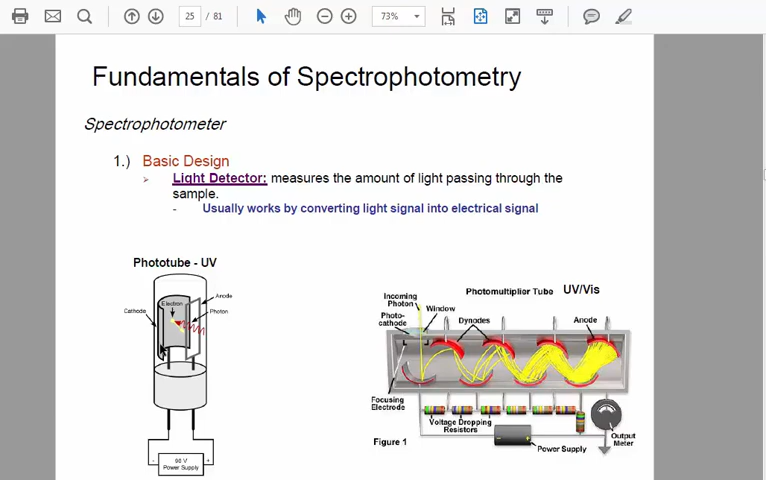 25 / 81
73%
Fundamentals of Spectrophotometry
Spectrophotometer
1.) Basic Design
➢ Light Detector: measures the amount of light passing through the
sample.
- Usually works by converting light signal into electrical signal
Phototube - UV
Electron
Anode
Cathode
Photon
- +
90 V
Power Supply
Photomultiplier Tube UV/Vis
Incoming
Photon
Window
Photo-
cathode
Dynodes
Anode
Focusing
Electrode
Voltage Dropping
Resistors
Figure 1
- +
Power Supply
Output
Meter